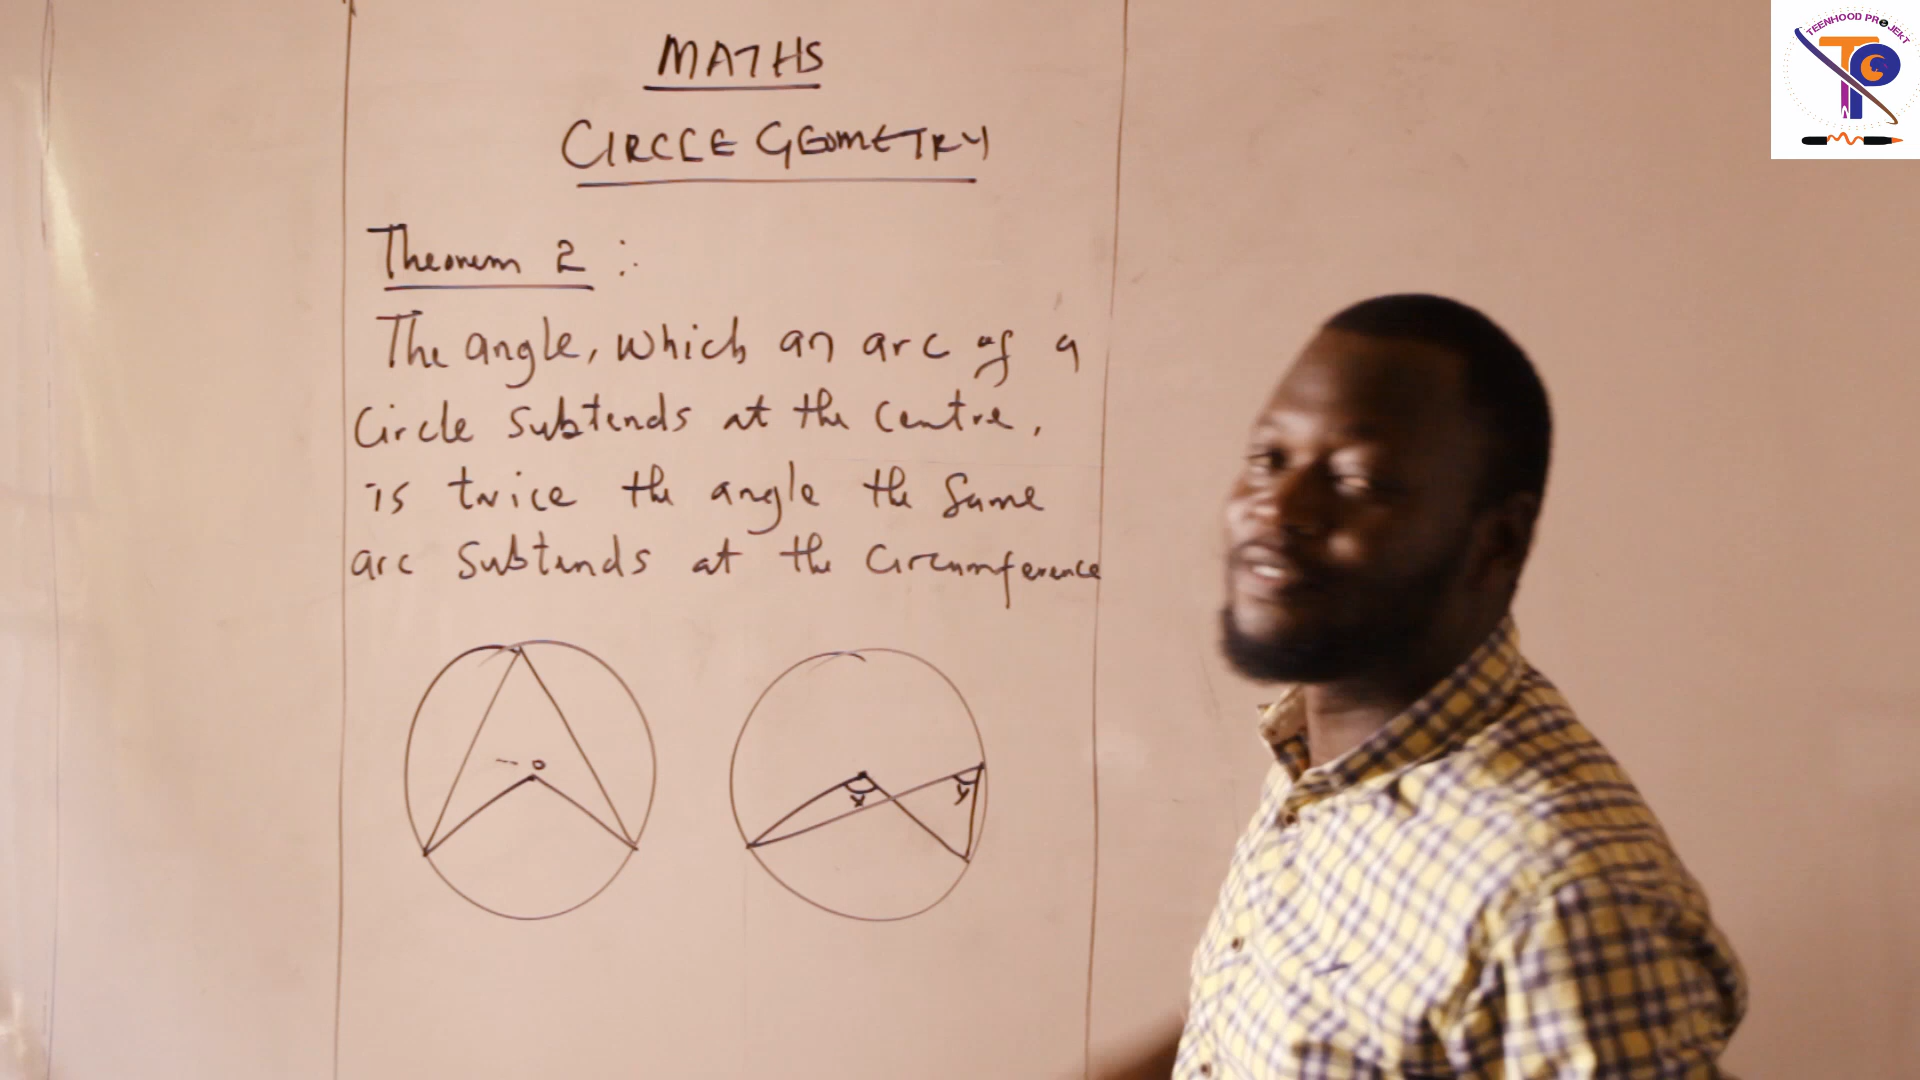 MATHS
CIRCLE GEOMETRY
Theorem 2 :
The angle, which an arc of a
Circle Subtends at the Centre,
is twice the angle the Same
arc Subtends at the Circumference
o
x
y
TEENHOOD PROJEKT